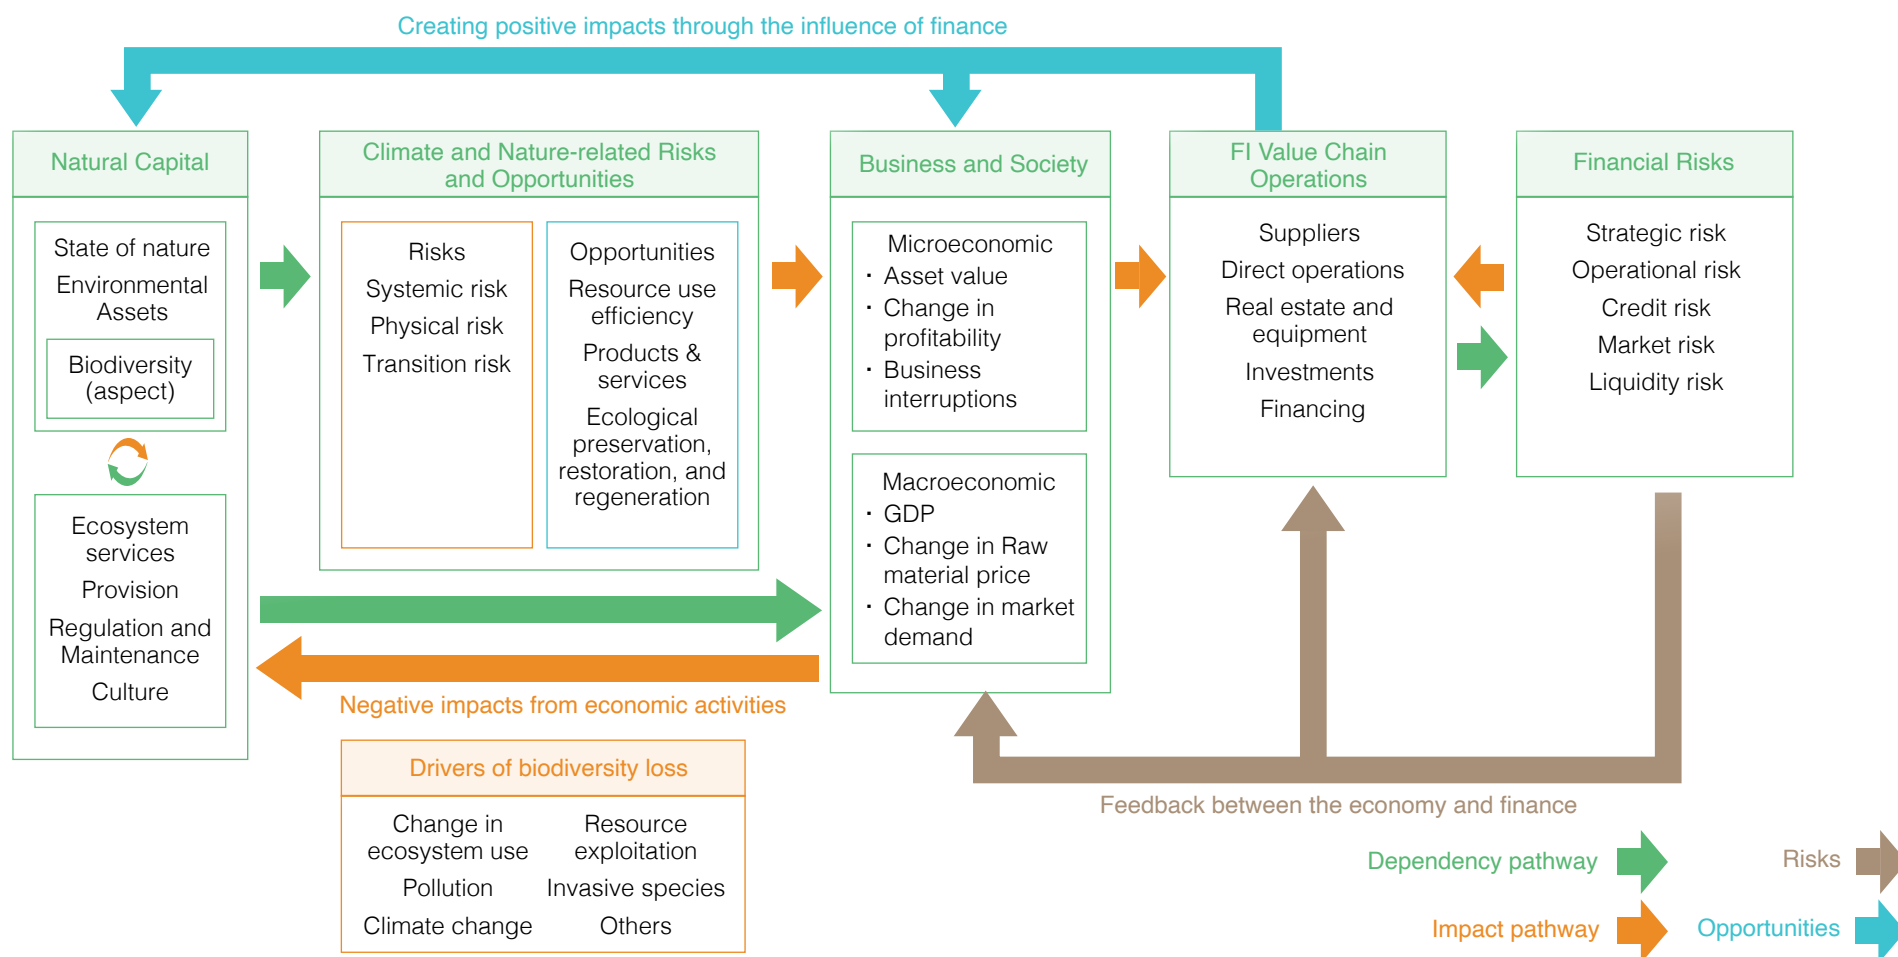 Creating positive impacts through the influence of finance
Natural Capital
State of nature
Environmental
Assets
Biodiversity
(aspect)
Ecosystem
services
Provision
Regulation and
Maintenance
Culture
Climate and Nature-related Risks
and Opportunities
Risks
Systemic risk
Physical risk
Transition risk
Opportunities
Resource use
efficiency
Products &
services
Ecological
preservation,
restoration, and
regeneration
Business and Society
Microeconomic
· Asset value
· Change in
profitability
· Business
interruptions
Macroeconomic
· GDP
· Change in Raw
material price
· Change in market
demand
FI Value Chain
Operations
Suppliers
Direct operations
Real estate and
equipment
Investments
Financing
Financial Risks
Strategic risk
Operational risk
Credit risk
Market risk
Liquidity risk
Negative impacts from economic activities
Drivers of biodiversity loss
Change in
ecosystem use
Pollution
Climate change
Resource
exploitation
Invasive species
Others
Feedback between the economy and finance
Dependency pathway
Risks
Impact pathway
Opportunities